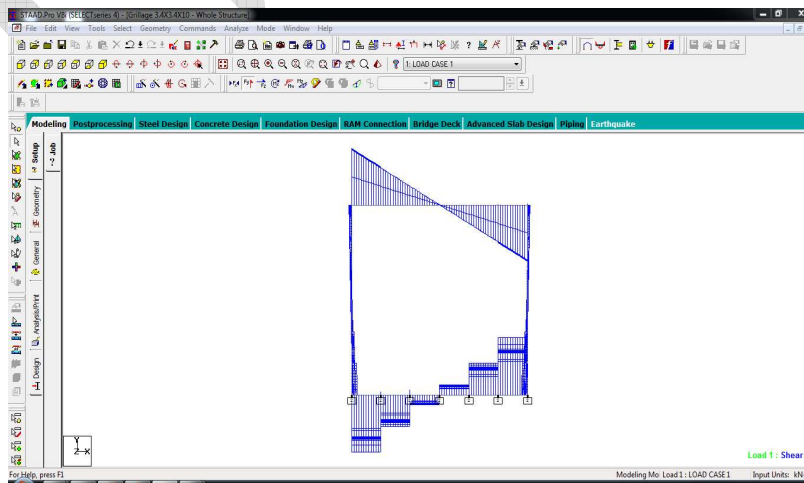 STAAD.Pro V8i (SELECTseries 4) - [Grillage 3.4X3.4X10 - Whole Structure]
File Edit View Tools Select Geometry Commands Analyze Mode Window Help
1: LOAD CASE 1
Modeling Postprocessing Steel Design Concrete Design Foundation Design RAM Connection Bridge Deck Advanced Slab Design Piping Earthquake
Setup
Job
Geometry
General
Analysis/Print
Design
Y
Z X
Load 1 : Shear
For Help, press F1
Modeling Mo Load 1 : LOAD CASE 1 Input Units: kN-